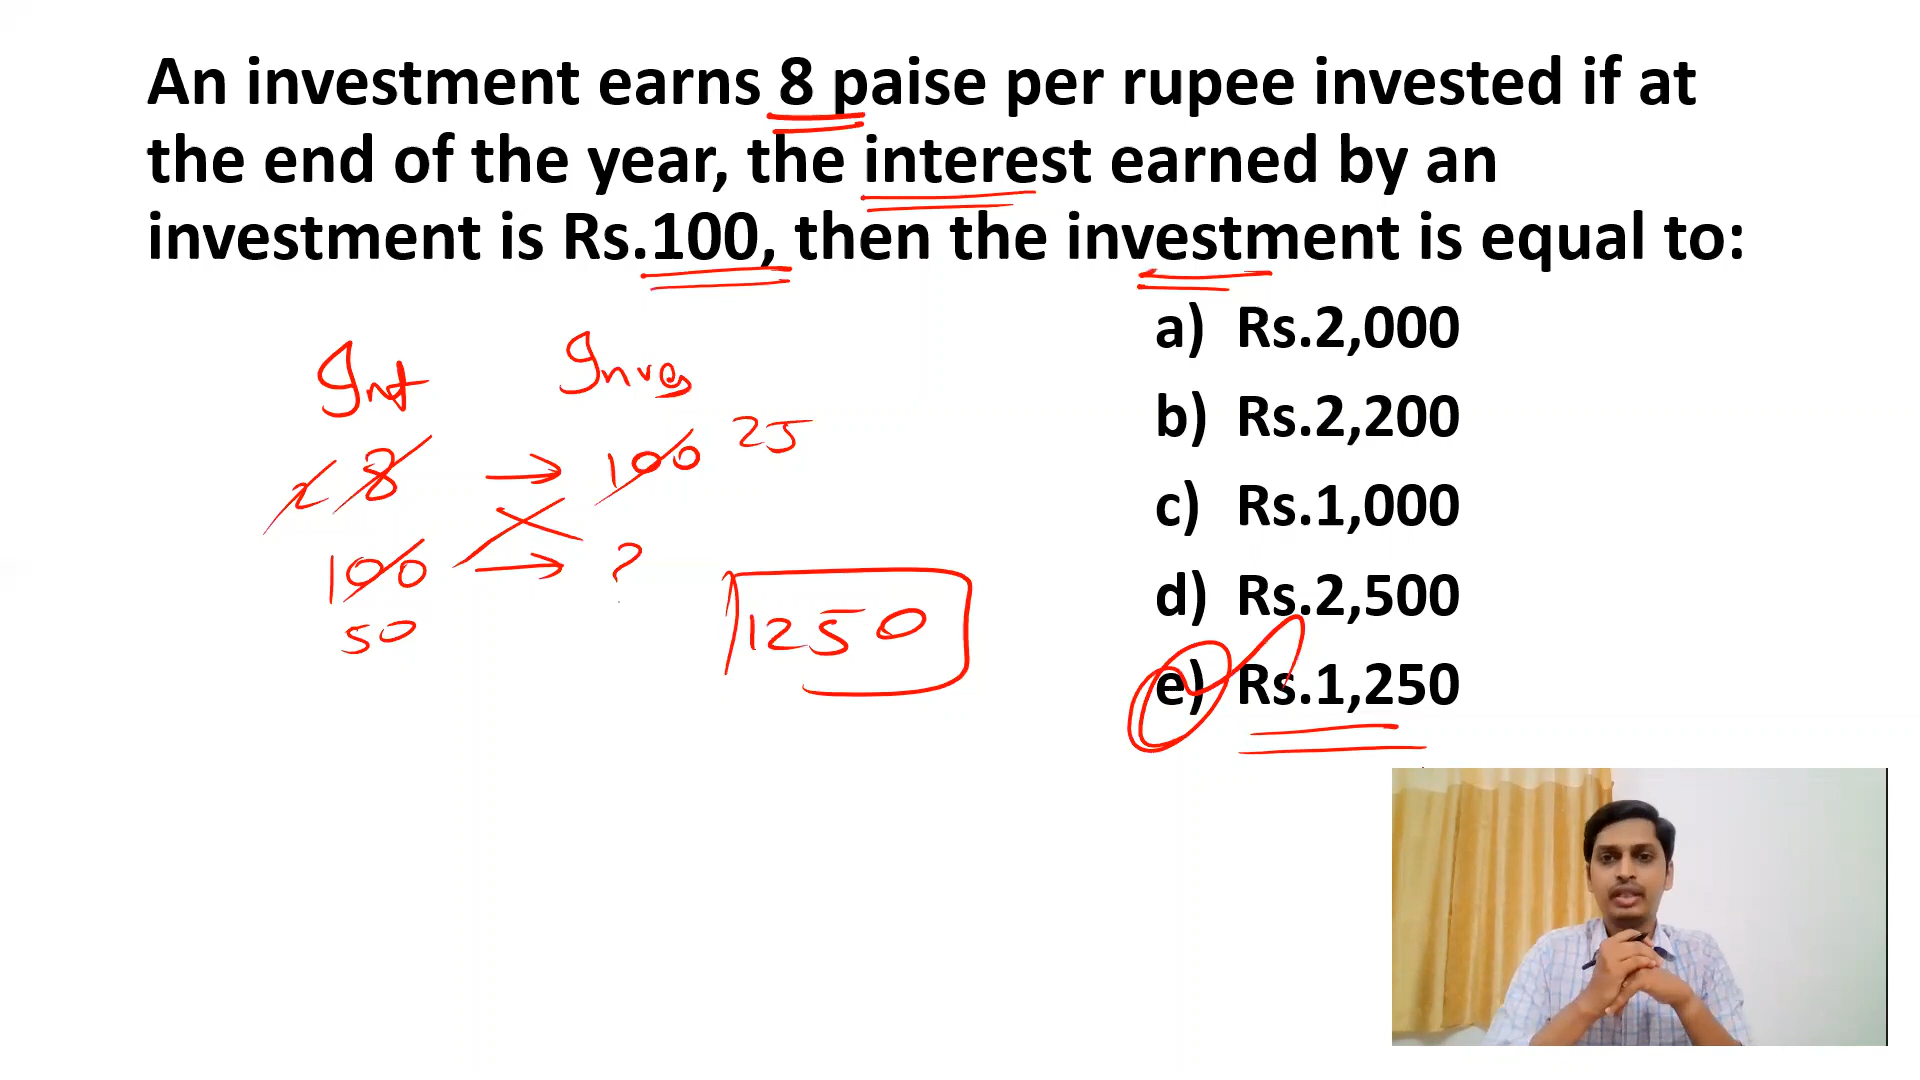 An investment earns 8 paise per rupee invested if at
the end of the year, the interest earned by an
investment is Rs.100, then the investment is equal to:
a) Rs.2,000
b) Rs.2,200
c) Rs.1,000
d) Rs.2,500
e) Rs.1,250
Int Inves
2 8 → 100 25
100 → ?
50
1250